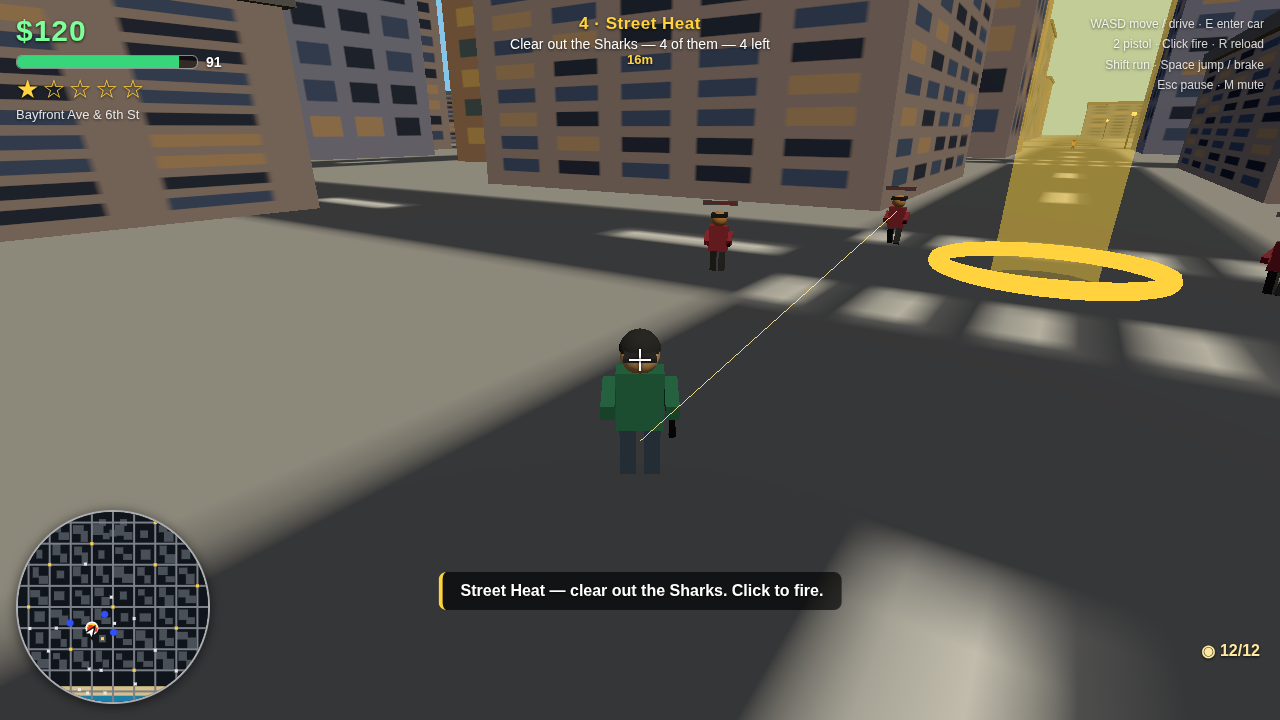 $120
91
Bayfront Ave & 6th St
4 · Street Heat
Clear out the Sharks — 4 of them — 4 left
16m
WASD move / drive · E enter car
2 pistol · Click fire · R reload
Shift run · Space jump / brake
Esc pause · M mute
Street Heat — clear out the Sharks. Click to fire.
12/12